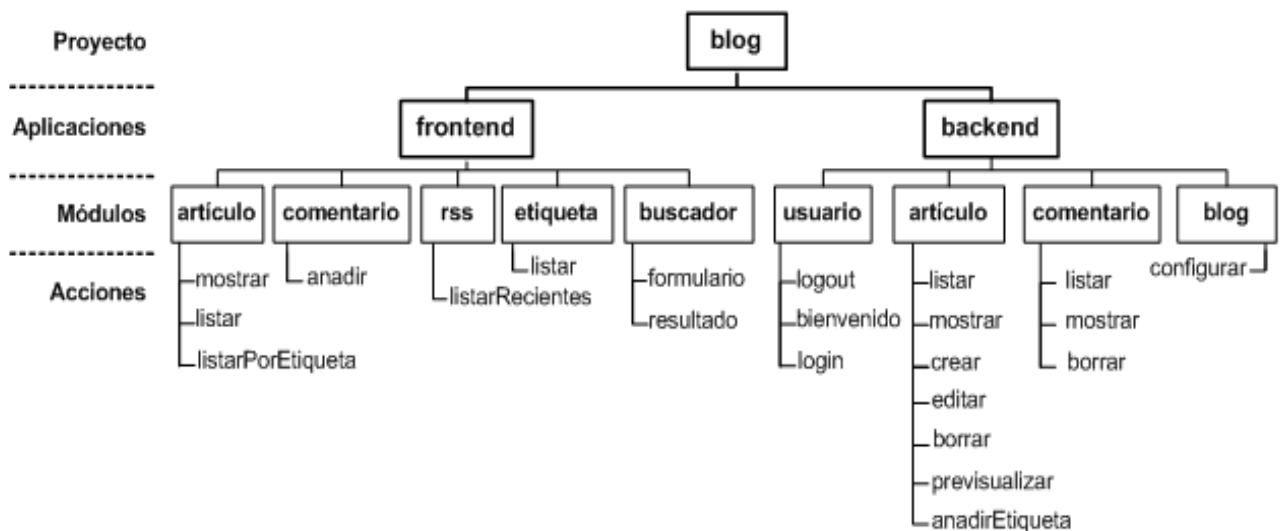 Proyecto
blog
Aplicaciones
frontend
backend
Módulos
artículo
comentario
rss
etiqueta
buscador
usuario
artículo
comentario
blog
Acciones
mostrar
listar
listarPorEtiqueta
anadir
listarRecientes
listar
formulario
resultado
logout
bienvenido
login
listar
mostrar
crear
editar
borrar
previsualizar
anadirEtiqueta
listar
mostrar
borrar
configurar